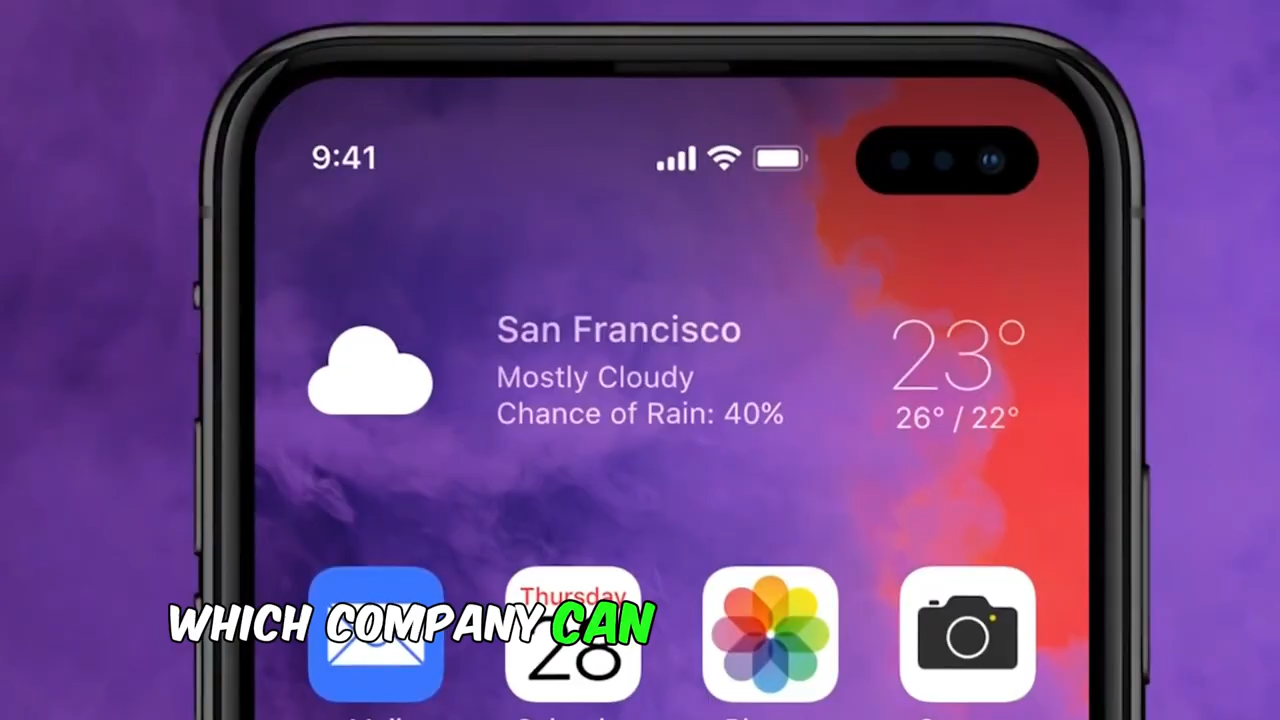 9:41
San Francisco
Mostly Cloudy
Chance of Rain: 40%
23°
26° / 22°
Thursday
28
WHICH COMPANY CAN